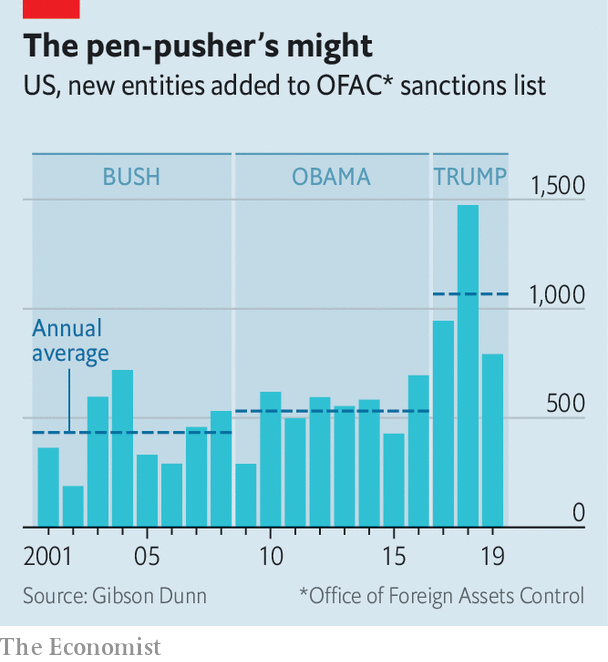 The pen-pusher's might
US, new entities added to OFAC* sanctions list
BUSH OBAMA TRUMP
1,500
1,000
Annual
average
500
0
2001 05 10 15 19
Source: Gibson Dunn *Office of Foreign Assets Control
The Economist